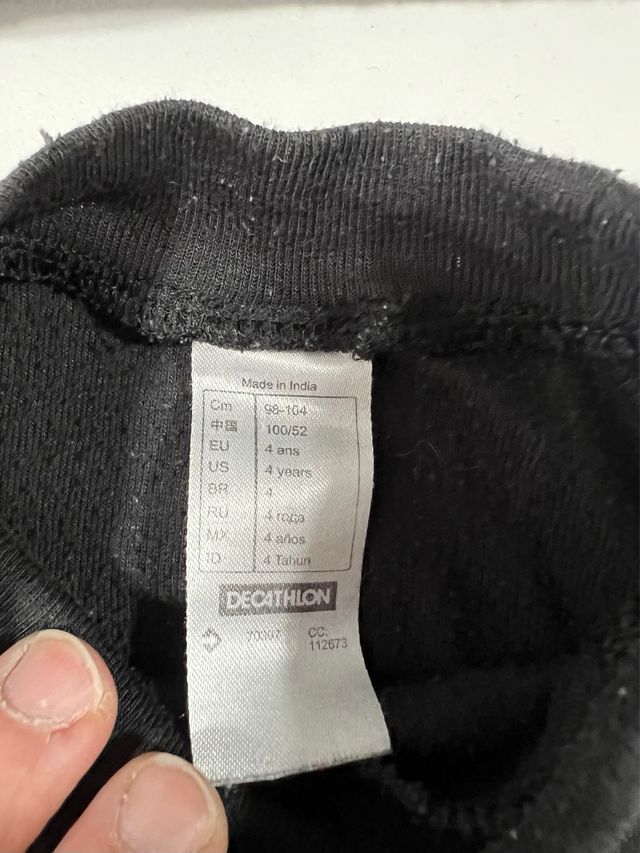 Made in India
Cm 98-104
中国 100/52
EU 4 ans
US 4 years
BR 4
RU 4 года
MX 4 años
ID 4 Tahun
DECATHLON
CC:
112673